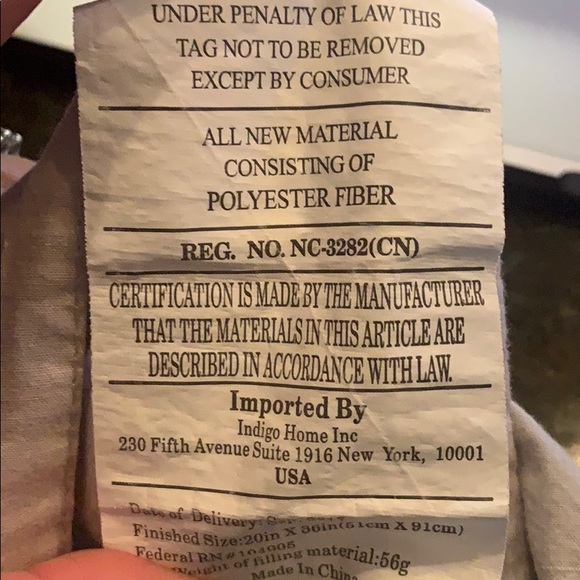 UNDER PENALTY OF LAW THIS
TAG NOT TO BE REMOVED
EXCEPT BY CONSUMER
ALL NEW MATERIAL
CONSISTING OF
POLYESTER FIBER
REG. NO. NC-3282(CN)
CERTIFICATION IS MADE BY THE MANUFACTURER
THAT THE MATERIALS IN THIS ARTICLE ARE
DESCRIBED IN ACCORDANCE WITH LAW.
Imported By
Indigo Home Inc
230 Fifth Avenue Suite 1916 New York, 10001
USA
Date of Delivery:
Finished Size:20in X 36in(51cm X 91cm)
Federal RN#
Weight of filling material:56g
Made In China